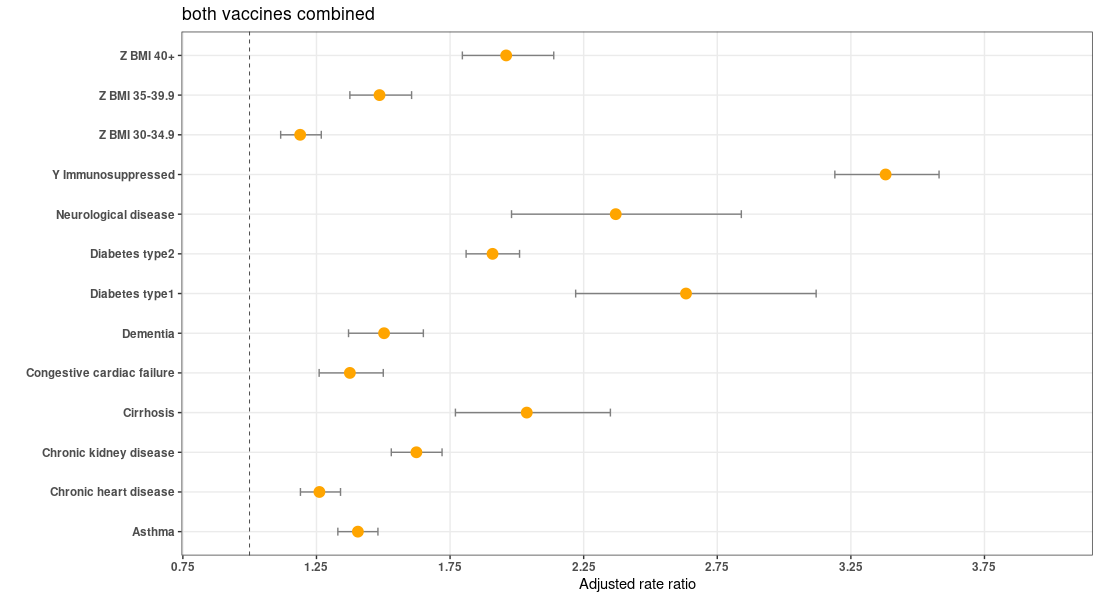 both vaccines combined
Z BMI 40+
Z BMI 35-39.9
Z BMI 30-34.9
Y Immunosuppressed
Neurological disease
Diabetes type2
Diabetes type1
Dementia
Congestive cardiac failure
Cirrhosis
Chronic kidney disease
Chronic heart disease
Asthma
0.75 1.25 1.75 2.25 2.75 3.25 3.75
Adjusted rate ratio